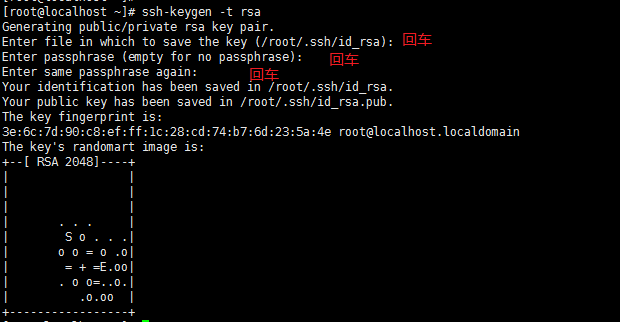 [root@localhost ~]# ssh-keygen -t rsa
Generating public/private rsa key pair.
Enter file in which to save the key (/root/.ssh/id_rsa): 回车
Enter passphrase (empty for no passphrase): 回车
Enter same passphrase again: 回车
Your identification has been saved in /root/.ssh/id_rsa.
Your public key has been saved in /root/.ssh/id_rsa.pub.
The key fingerprint is:
3e:6c:7d:90:c8:ef:ff:1c:28:cd:74:b7:6d:23:5a:4e root@localhost.localdomain
The key's randomart image is:
+--[ RSA 2048]----+
|                 |
|                 |
|                 |
|       . . .     |
|        S o . . .|
|       o o = o .o|
|        = + =E.oo|
|       . o o=..o.|
|          .o.oo  |
+-----------------+